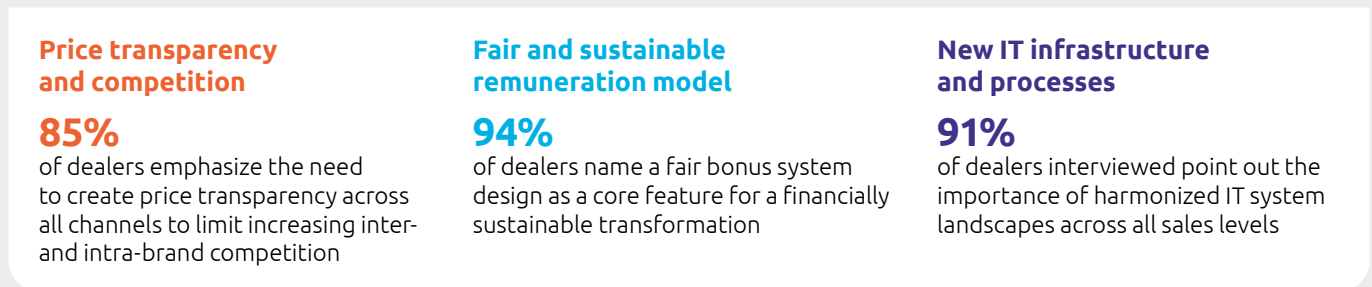 Price transparency
and competition
85%
of dealers emphasize the need
to create price transparency across
all channels to limit increasing inter-
and intra-brand competition
Fair and sustainable
remuneration model
94%
of dealers name a fair bonus system
design as a core feature for a financially
sustainable transformation
New IT infrastructure
and processes
91%
of dealers interviewed point out the
importance of harmonized IT system
landscapes across all sales levels